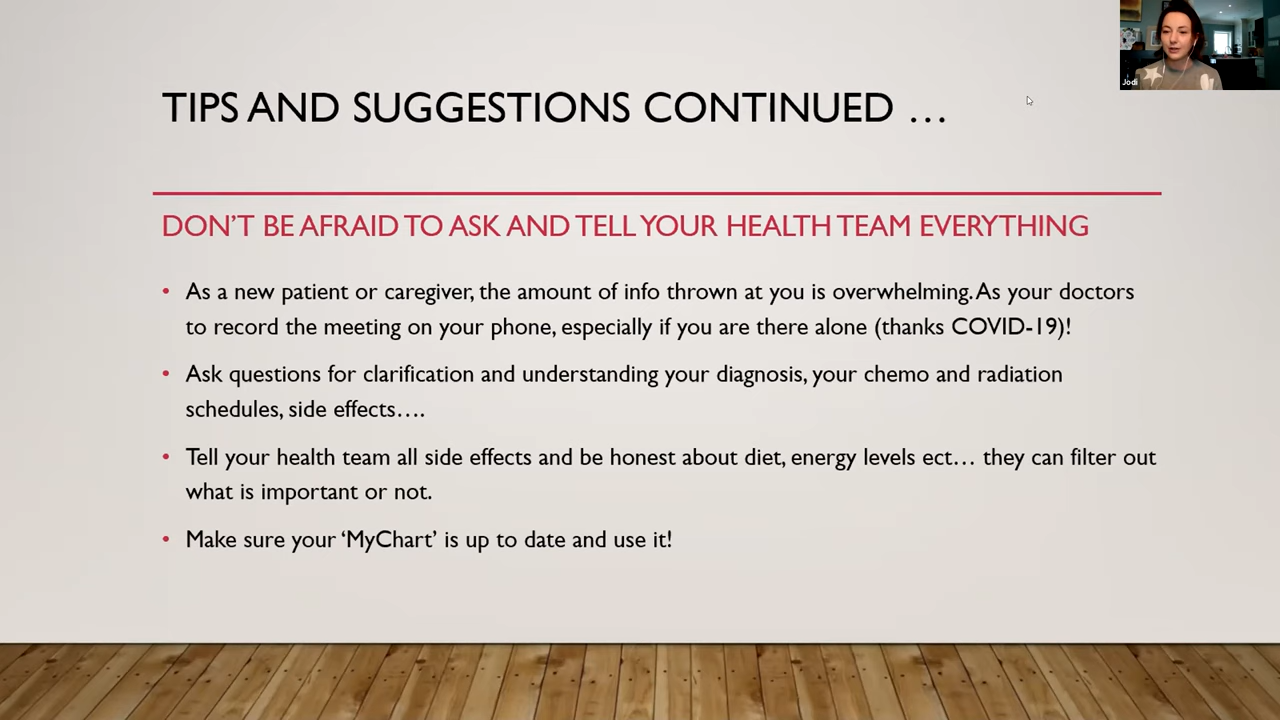 TIPS AND SUGGESTIONS CONTINUED …
Jodi
DON'T BE AFRAID TO ASK AND TELL YOUR HEALTH TEAM EVERYTHING
• As a new patient or caregiver, the amount of info thrown at you is overwhelming. As your doctors
to record the meeting on your phone, especially if you are there alone (thanks COVID-19)!
• Ask questions for clarification and understanding your diagnosis, your chemo and radiation
schedules, side effects….
• Tell your health team all side effects and be honest about diet, energy levels ect… they can filter out
what is important or not.
• Make sure your 'MyChart' is up to date and use it!